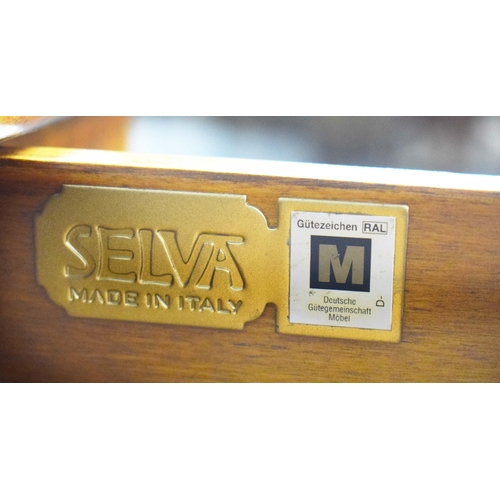 SELVA
MADE IN ITALY
Gütezeichen RAL
M
Deutsche
Gütegemeinschaft
Möbel
D-